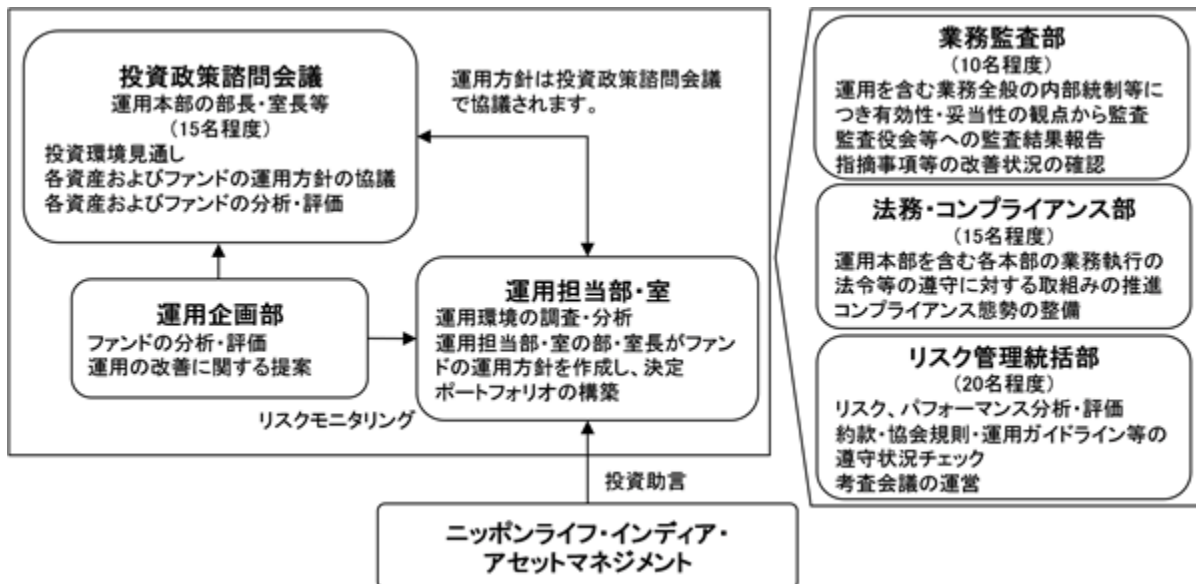 投資政策諮問会議
運用本部の部長・室長等
(15名程度)
投資環境見通し
各資産およびファンドの運用方針の協議
各資産およびファンドの分析・評価
運用方針は投資政策諮問会議
で協議されます。
運用企画部
ファンドの分析・評価
運用の改善に関する提案
運用担当部・室
運用環境の調査・分析
運用担当部・室の部・室長がファン
ドの運用方針を作成し、決定
ポートフォリオの構築
リスクモニタリング
投資助言
ニッポンライフ・インディア・
アセットマネジメント
業務監査部
(10名程度)
運用を含む業務全般の内部統制等に
つき有効性・妥当性の観点から監査
監査役会等への監査結果報告
指摘事項等の改善状況の確認
法務・コンプライアンス部
(15名程度)
運用本部を含む各本部の業務執行の
法令等の遵守に対する取組みの推進
コンプライアンス態勢の整備
リスク管理統括部
(20名程度)
リスク、パフォーマンス分析・評価
約款・協会規則・運用ガイドライン等の
遵守状況チェック
考査会議の運営